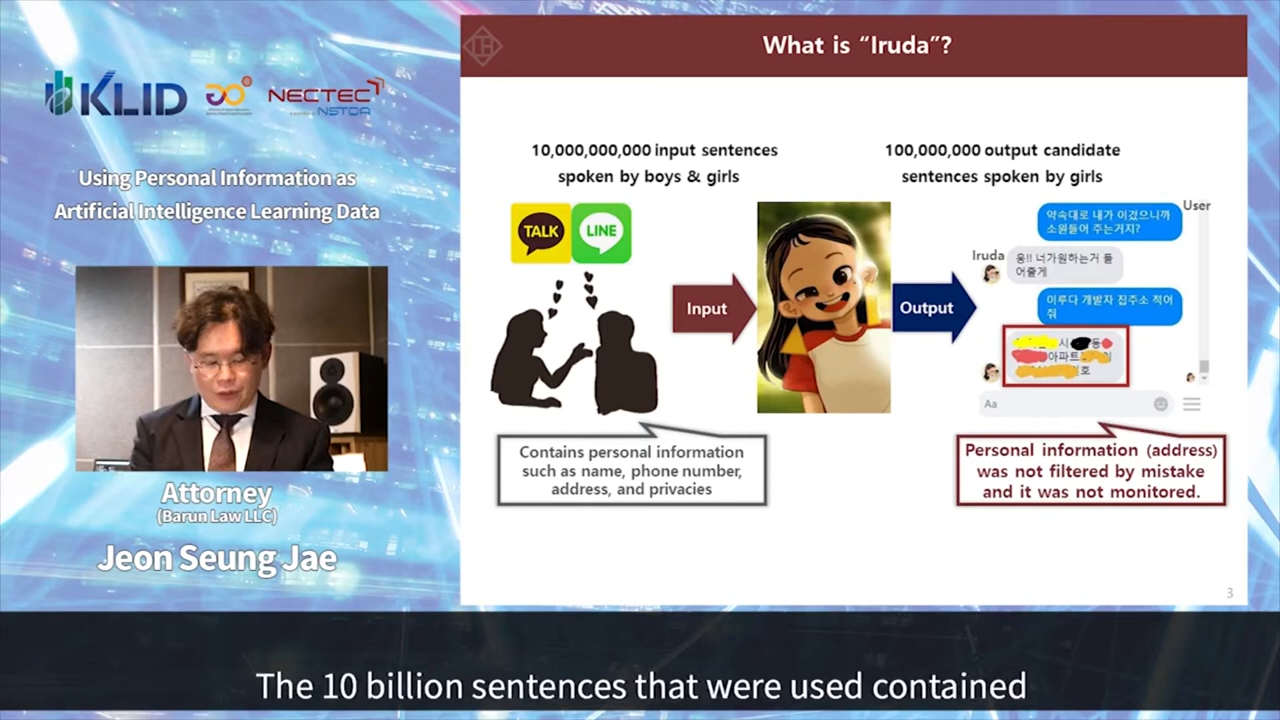 KLID
NECTEC
NSTDA
Using Personal Information as
Artificial Intelligence Learning Data
Attorney
(Barun Law LLC)
Jeon Seung Jae
What is “Iruda”?
10,000,000,000 input sentences
spoken by boys & girls
100,000,000 output candidate
sentences spoken by girls
TALK
LINE
Input
Output
User
약속대로 내가 이겼으니까
소원들어 주는거지?
Iruda
웅!! 너가원하는거 들
어줄게
이루다 개발자 집주소 적어
줘
시 동
아파트
호
Aa
Contains personal information
such as name, phone number,
address, and privacies
Personal information (address)
was not filtered by mistake
and it was not monitored.
3
The 10 billion sentences that were used contained